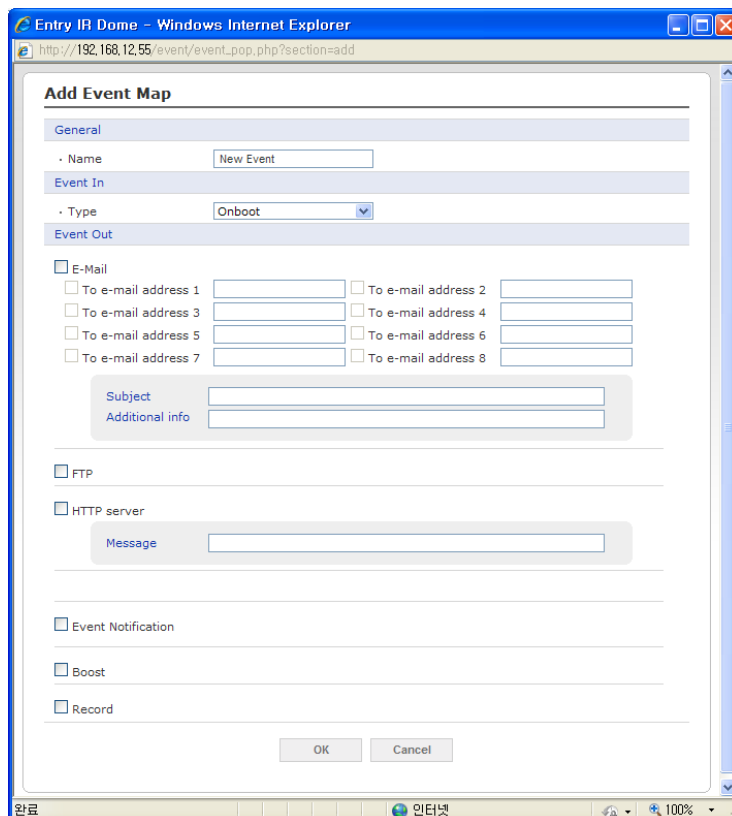 Entry IR Dome - Windows Internet Explorer
http://192,168,12,55/event/event_pop,php?section=add
Add Event Map
General
· Name New Event
Event In
· Type Onboot
Event Out
E-Mail
To e-mail address 1 To e-mail address 2
To e-mail address 3 To e-mail address 4
To e-mail address 5 To e-mail address 6
To e-mail address 7 To e-mail address 8
Subject
Additional info
FTP
HTTP server
Message
Event Notification
Boost
Record
OK Cancel
완료 인터넷 100%